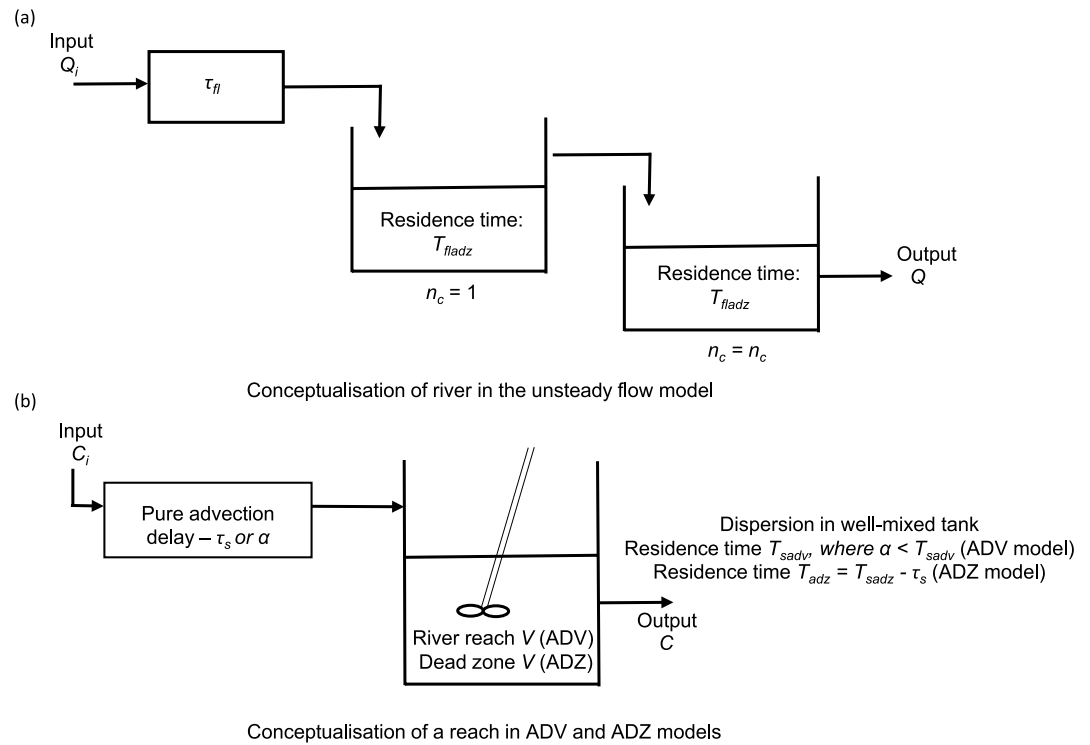 (a)
Input
Qi
τfl
Residence time:
Tfladz
nc = 1
Residence time:
Tfladz
nc = nc
Output
Q
Conceptualisation of river in the unsteady flow model
(b)
Input
Ci
Pure advection
delay – τs or α
River reach V (ADV)
Dead zone V (ADZ)
Dispersion in well-mixed tank
Residence time Tsadv, where α < Tsadv (ADV model)
Residence time Tadz = Tsadz - τs (ADZ model)
Output
C
Conceptualisation of a reach in ADV and ADZ models